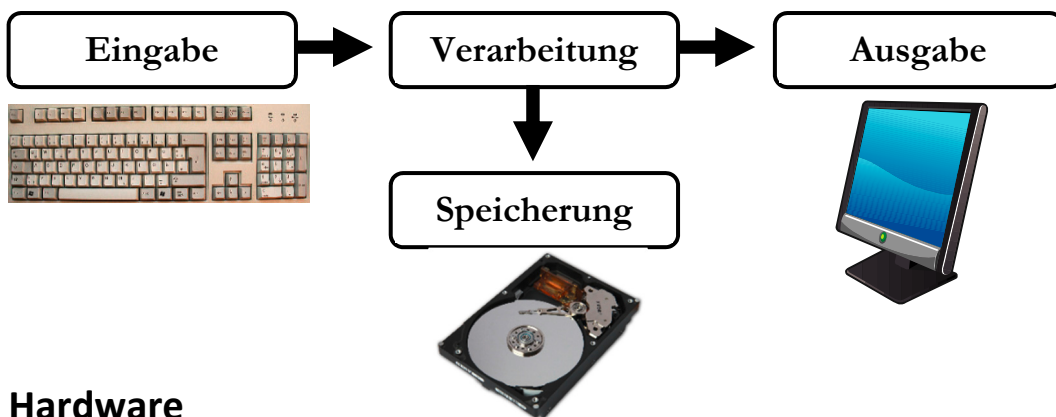 Eingabe
Verarbeitung
Ausgabe
Speicherung
Hardware